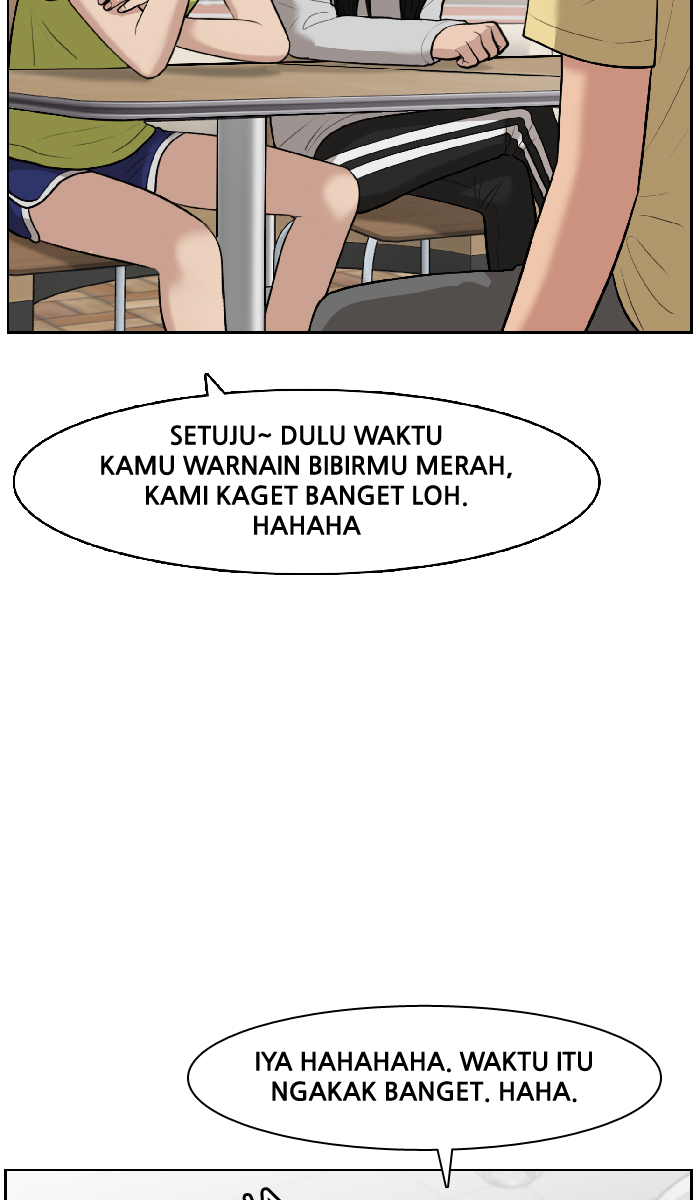 SETUJU~ DULU WAKTU
KAMU WARNAIN BIBIRMU MERAH,
KAMI KAGET BANGET LOH.
HAHAHA
IYA HAHAHAHA. WAKTU ITU
NGAKAK BANGET. HAHA.